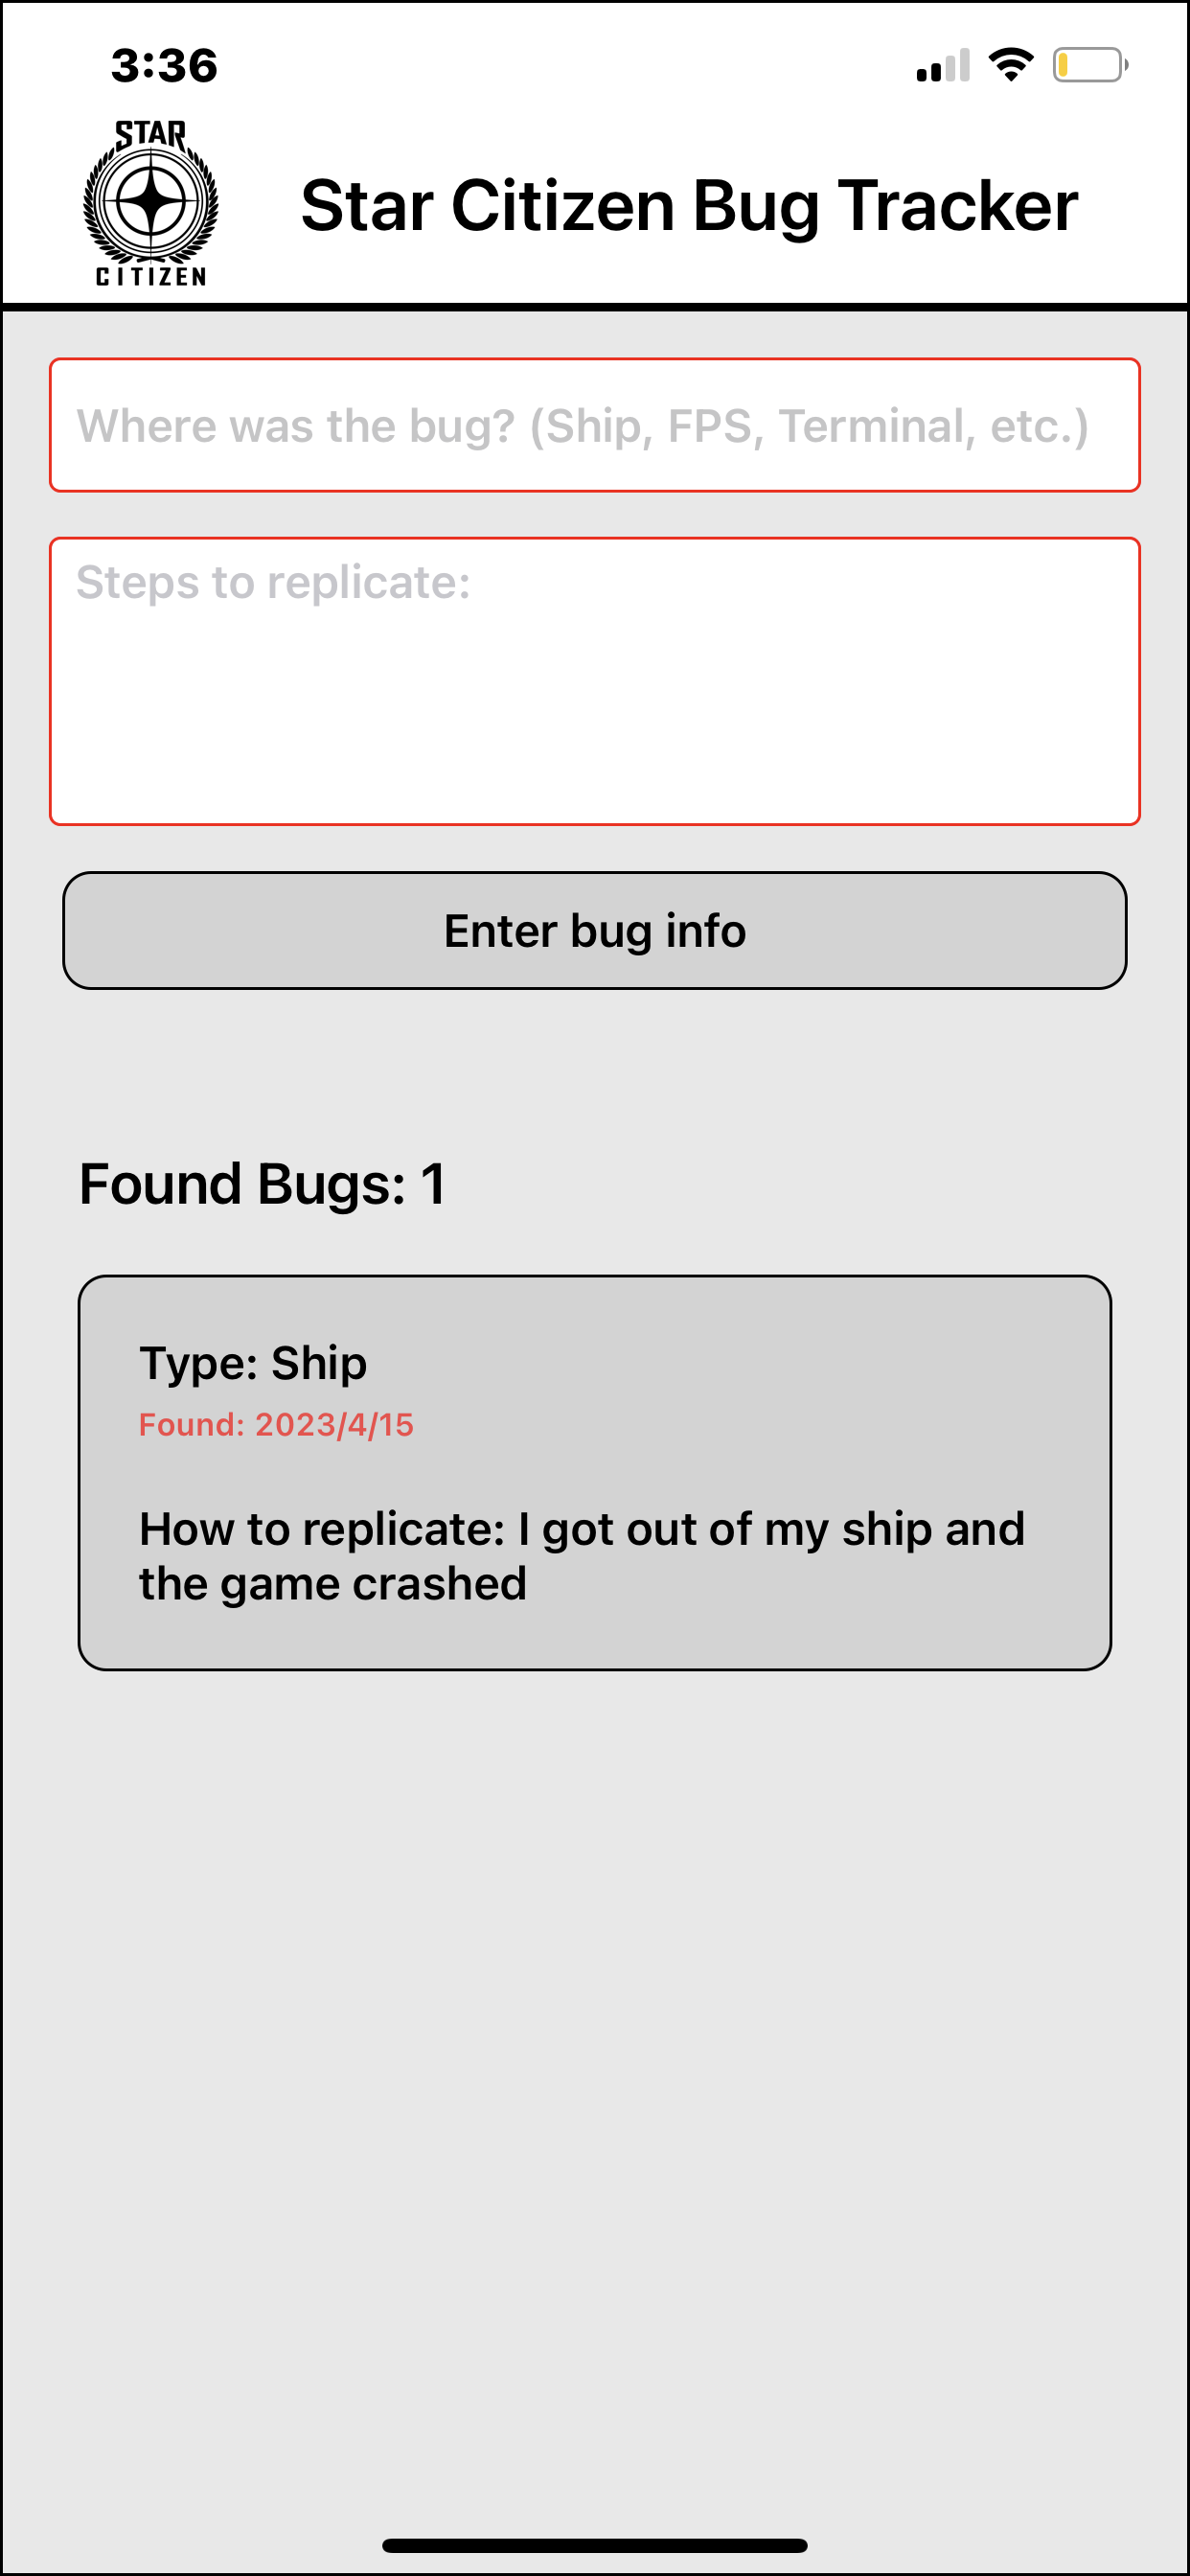 3:36
STAR
CITIZEN
Star Citizen Bug Tracker
Where was the bug? (Ship, FPS, Terminal, etc.)
Steps to replicate:
Enter bug info
Found Bugs: 1
Type: Ship
Found: 2023/4/15
How to replicate: I got out of my ship and
the game crashed